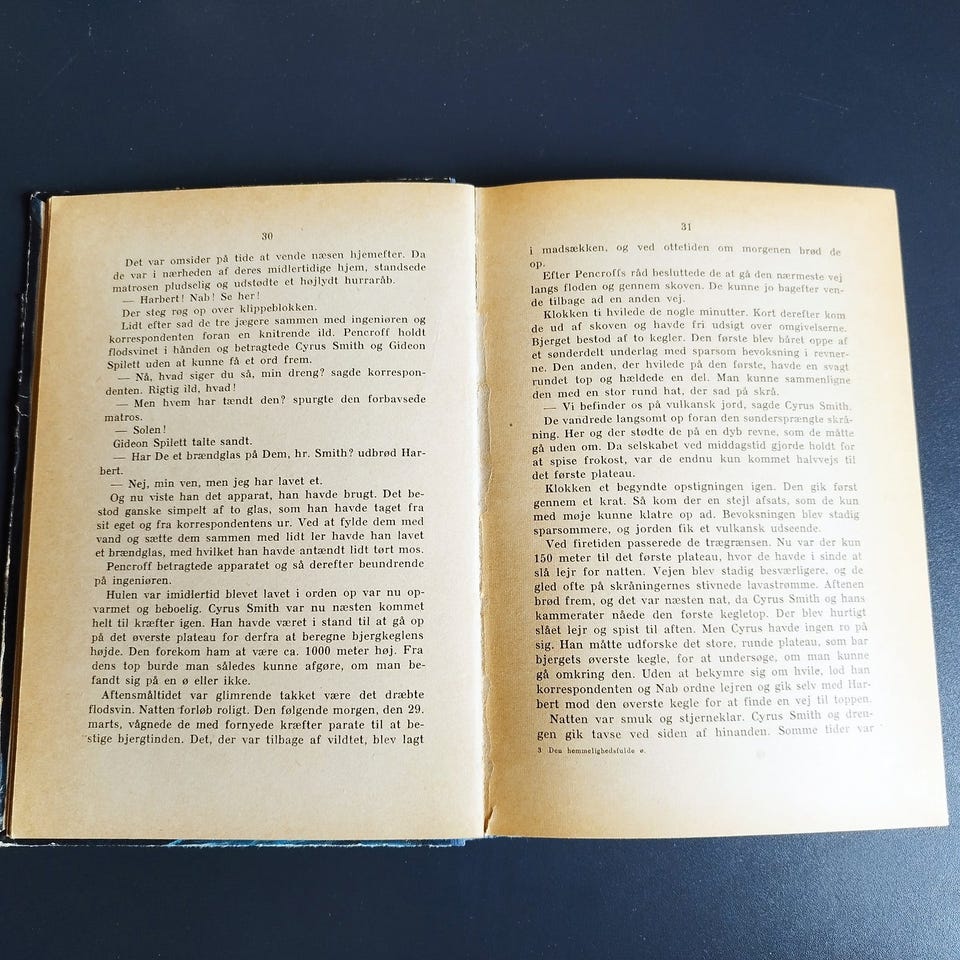 30
Det var omsider på tide at vende næsen hjemefter. Da
de var i nærheden af deres midlertidige hjem, standsede
matrosen pludselig og udstødte et højlydt hurraråb.
— Harbert! Nab! Se her!
Der steg røg op over klippeblokken.
Lidt efter sad de tre jægere sammen med ingeniøren og
korrespondenten foran en knitrende ild. Pencroff holdt
flodsvinet i hånden og betragtede Cyrus Smith og Gideon
Spilett uden at kunne få et ord frem.
— Nå, hvad siger du så, min dreng? sagde korrespon-
denten. Rigtig ild, hvad!
— Men hvem har tændt den? spurgte den forbavsede
matros.
— Solen!
Gideon Spilett talte sandt.
— Har De et brændglas på Dem, hr. Smith? udbrød Har-
bert.
— Nej, min ven, men jeg har lavet et.
Og nu viste han det apparat, han havde brugt. Det be-
stod ganske simpelt af to glas, som han havde taget fra
sit eget og fra korrespondentens ur. Ved at fylde dem med
vand og sætte dem sammen med lidt ler havde han lavet
et brændglas, med hvilket han havde antændt lidt tørt mos.
Pencroff betragtede apparatet og så derefter beundrende
på ingeniøren.
Hulen var imidlertid blevet lavet i orden op var nu op-
varmet og beboelig. Cyrus Smith var nu næsten kommet
helt til kræfter igen. Han havde været i stand til at gå op
på det øverste plateau for derfra at beregne bjergkeglens
højde. Den forekom ham at være ca. 1000 meter høj. Fra
dens top burde man således kunne afgøre, om man be-
fandt sig på en ø eller ikke.
Aftensmåltidet var glimrende takket være det dræbte
flodsvin. Natten forløb roligt. Den følgende morgen, den 29.
marts, vågnede de med fornyede kræfter parate til at be-
stige bjergtinden. Det, der var tilbage af vildtet, blev lagt
31
i madsækken, og ved ottetiden om morgenen brød de
op.
Efter Pencroffs råd besluttede de at gå den nærmeste vej
langs floden og gennem skoven. De kunne jo bagefter ven-
de tilbage ad en anden vej.
Klokken ti hvilede de nogle minutter. Kort derefter kom
de ud af skoven og havde fri udsigt over omgivelserne.
Bjerget bestod af to kegler. Den første blev båret oppe af
et sønderdelt underlag med sparsom bevoksning i revner-
ne. Den anden, der hvilede på den første, havde en svagt
rundet top og hældede en del. Man kunne sammenligne
den med en stor rund hat, der sad på skrå.
— Vi befinder os på vulkansk jord, sagde Cyrus Smith.
De vandrede langsomt op foran den søndersprængte skrå-
ning. Her og der stødte de på en dyb revne, som de måtte
gå uden om. Da selskabet ved middagstid gjorde holdt for
at spise frokost, var de endnu kun kommet halvvejs til
det første plateau.
Klokken et begyndte opstigningen igen. Den gik først
gennem et krat. Så kom der en stejl afsats, som de kun
med møje kunne klatre op ad. Bevoksningen blev stadig
sparsommere, og jorden fik et vulkansk udseende.
Ved firetiden passerede de trægrænsen. Nu var der kun
150 meter til det første plateau, hvor de havde i sinde at
slå lejr for natten. Vejen blev stadig besværligere, og de
gled ofte på skråningernes stivnede lavastrømme. Aftenen
brød frem, og det var næsten nat, da Cyrus Smith og hans
kammerater nåede den første kegletop. Der blev hurtigt
slået lejr og spist til aften. Men Cyrus havde ingen ro på
sig. Han måtte udforske det store, runde plateau, som bar
bjergets øverste kegle, for at undersøge, om man kunne
gå omkring den. Uden at bekymre sig om hvile, lod han
korrespondenten og Nab ordne lejren og gik selv med Har-
bert mod den øverste kegle for at finde en vej til toppen.
Natten var smuk og stjerneklar. Cyrus Smith og dren-
gen gik tavse ved siden af hinanden. Somme tider var
3 Den hemmelighedsfulde ø.